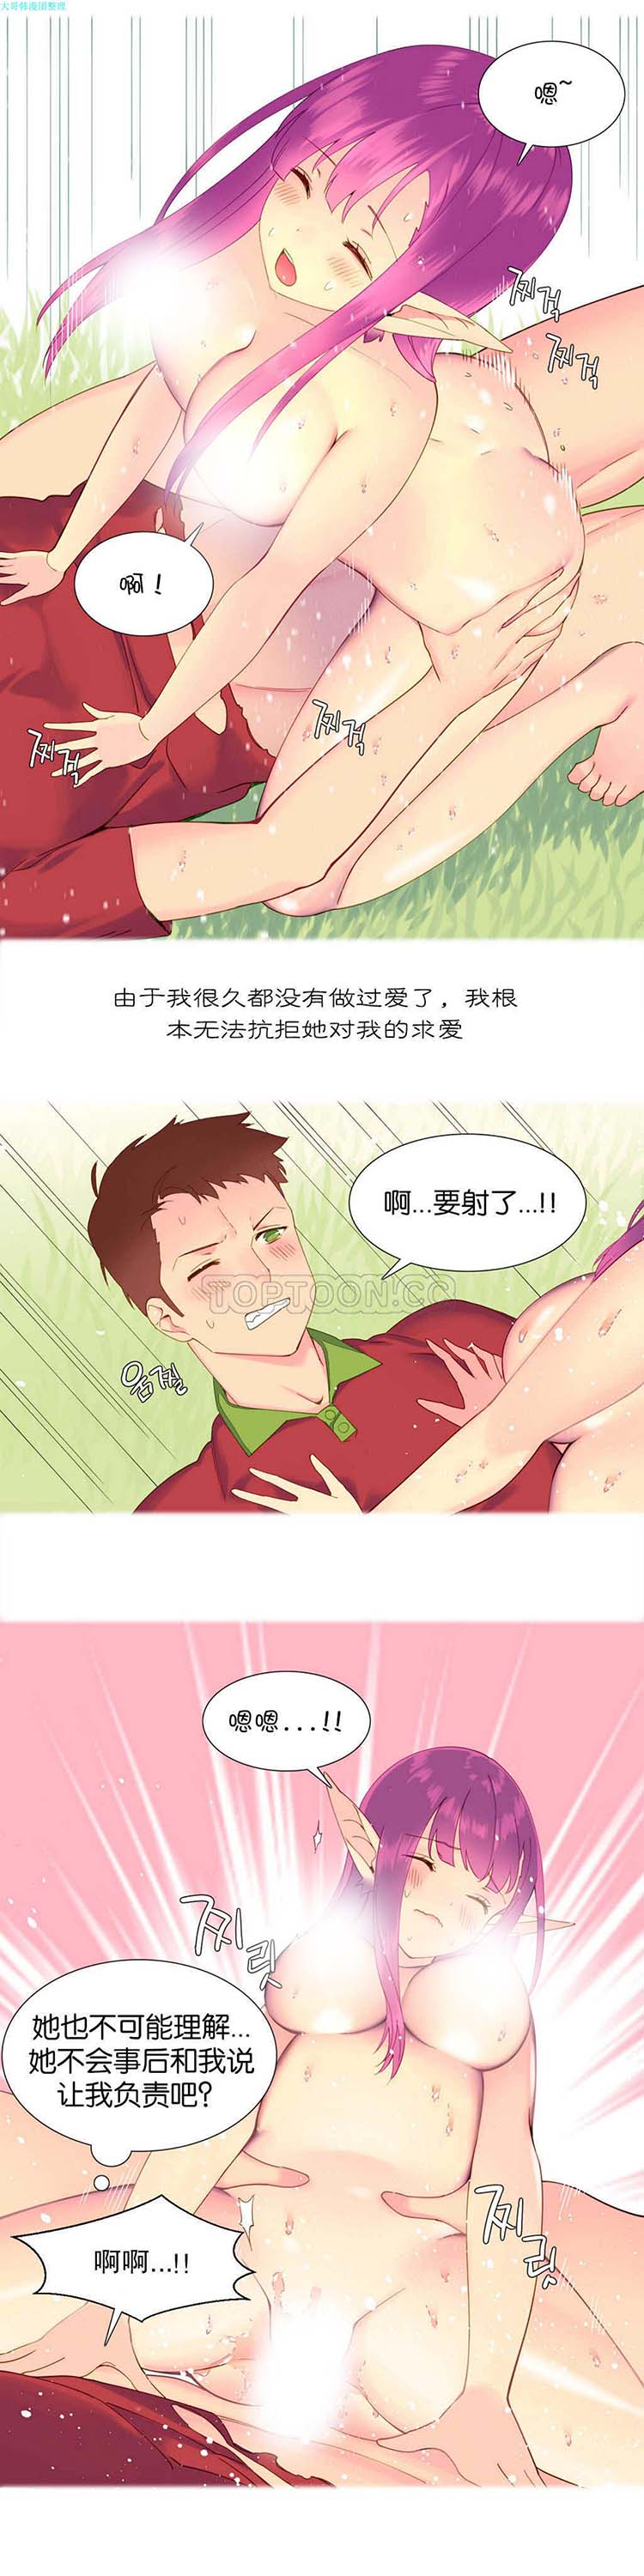 大哥韩漫团整理
嗯~
찌걱
찌걱
啊！
찌걱
찌걱
由于我很久都没有做过爱了，我根
本无法抗拒她对我的求爱
啊...要射了...!!
TOPTOON.CC
움찔
嗯嗯...!!
찌릿
她也不可能理解...
她不会事后和我说
让我负责吧?
찌릿
啊啊...!!